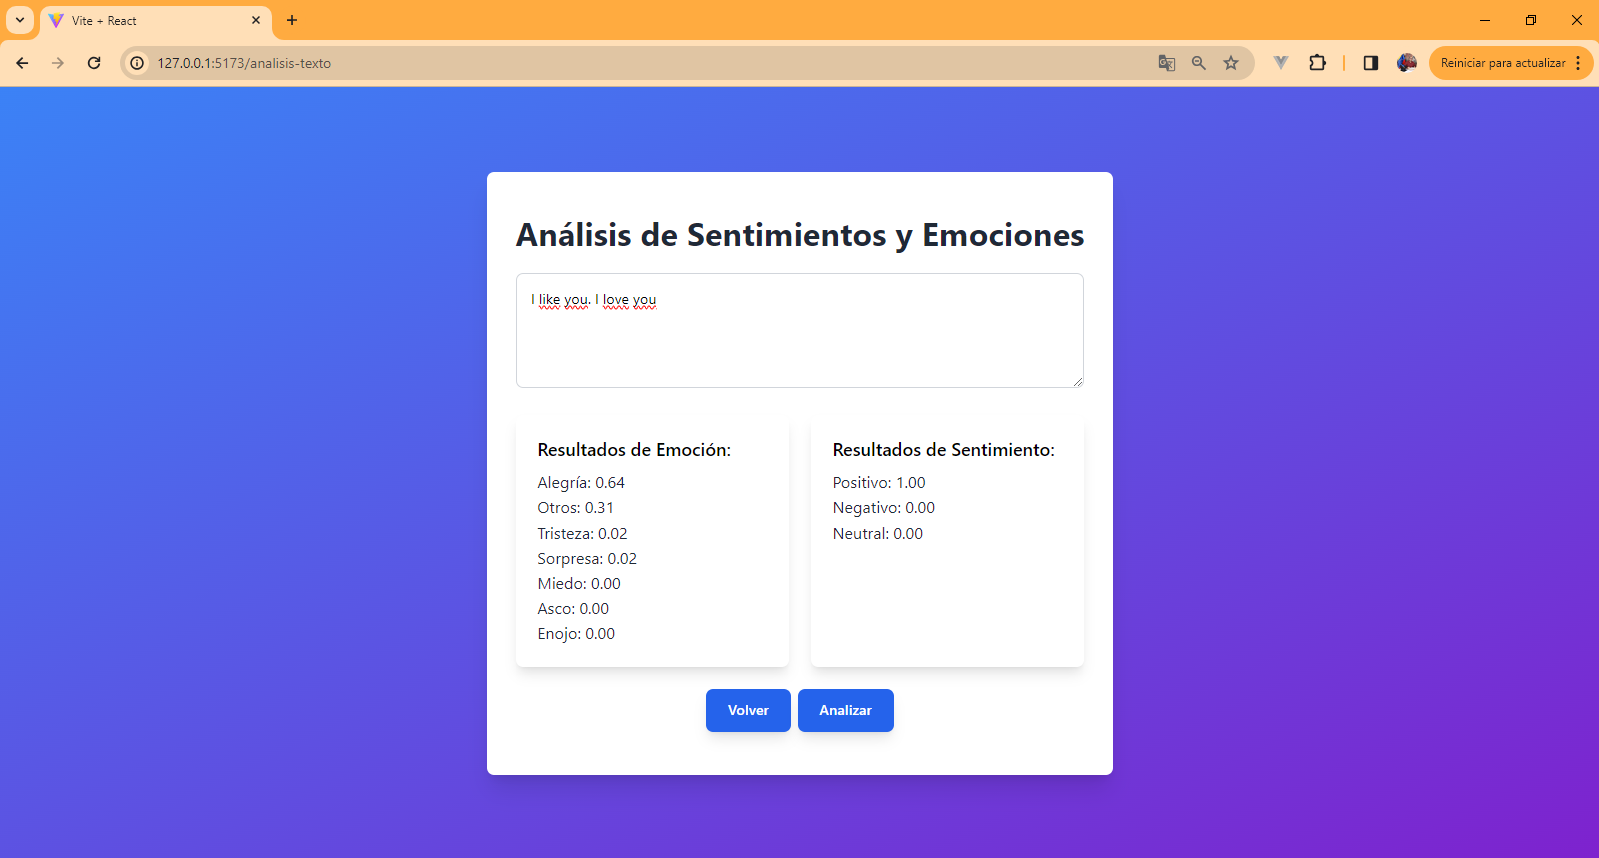 Vite + React
127.0.0.1:5173/analisis-texto
Reiniciar para actualizar
Análisis de Sentimientos y Emociones
I like you. I love you
Resultados de Emoción:
Alegría: 0.64
Otros: 0.31
Tristeza: 0.02
Sorpresa: 0.02
Miedo: 0.00
Asco: 0.00
Enojo: 0.00
Resultados de Sentimiento:
Positivo: 1.00
Negativo: 0.00
Neutral: 0.00
Volver
Analizar